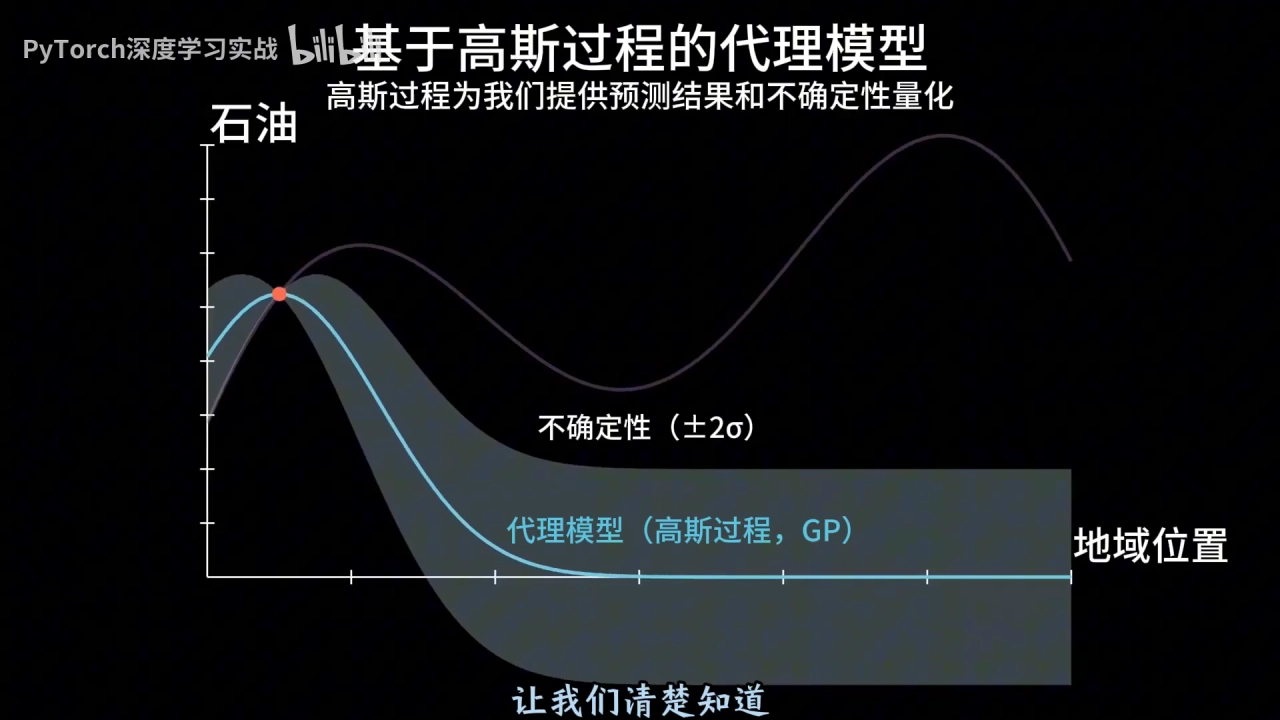 PyTorch深度学习实战 bilibili
基于高斯过程的代理模型
高斯过程为我们提供预测结果和不确定性量化
石油
不确定性（±2σ）
代理模型（高斯过程，GP）
地域位置
让我们清楚知道